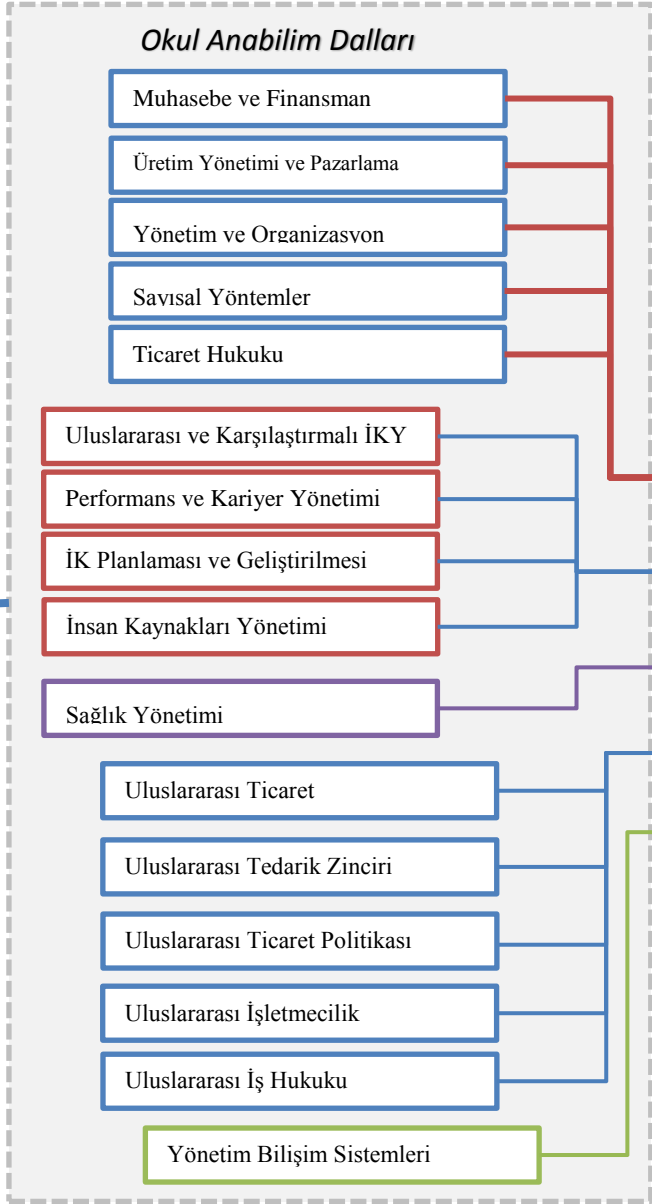 Okul Anabilim Dalları
Muhasebe ve Finansman
Üretim Yönetimi ve Pazarlama
Yönetim ve Organizasyon
Sayısal Yöntemler
Ticaret Hukuku
Uluslararası ve Karşılaştırmalı İKY
Performans ve Kariyer Yönetimi
İK Planlaması ve Geliştirilmesi
İnsan Kaynakları Yönetimi
Sağlık Yönetimi
Uluslararası Ticaret
Uluslararası Tedarik Zinciri
Uluslararası Ticaret Politikası
Uluslararası İşletmecilik
Uluslararası İş Hukuku
Yönetim Bilişim Sistemleri